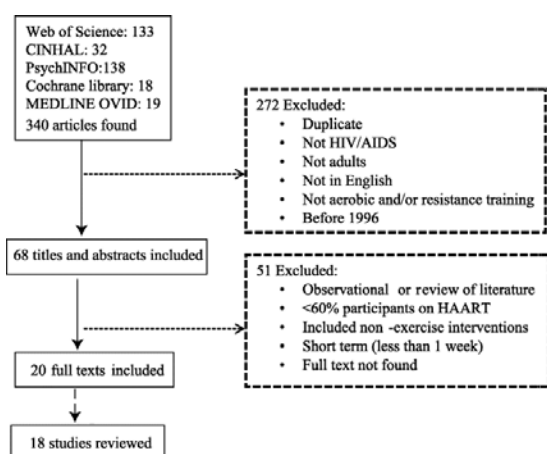 Web of Science: 133
CINHAL: 32
PsychINFO:138
Cochrane library: 18
MEDLINE OVID: 19
340 articles found
272 Excluded:
• Duplicate
• Not HIV/AIDS
• Not adults
• Not in English
• Not aerobic and/or resistance training
• Before 1996
68 titles and abstracts included
51 Excluded:
• Observational or review of literature
• <60% participants on HAART
• Included non -exercise interventions
• Short term (less than 1 week)
• Full text not found
20 full texts included
18 studies reviewed